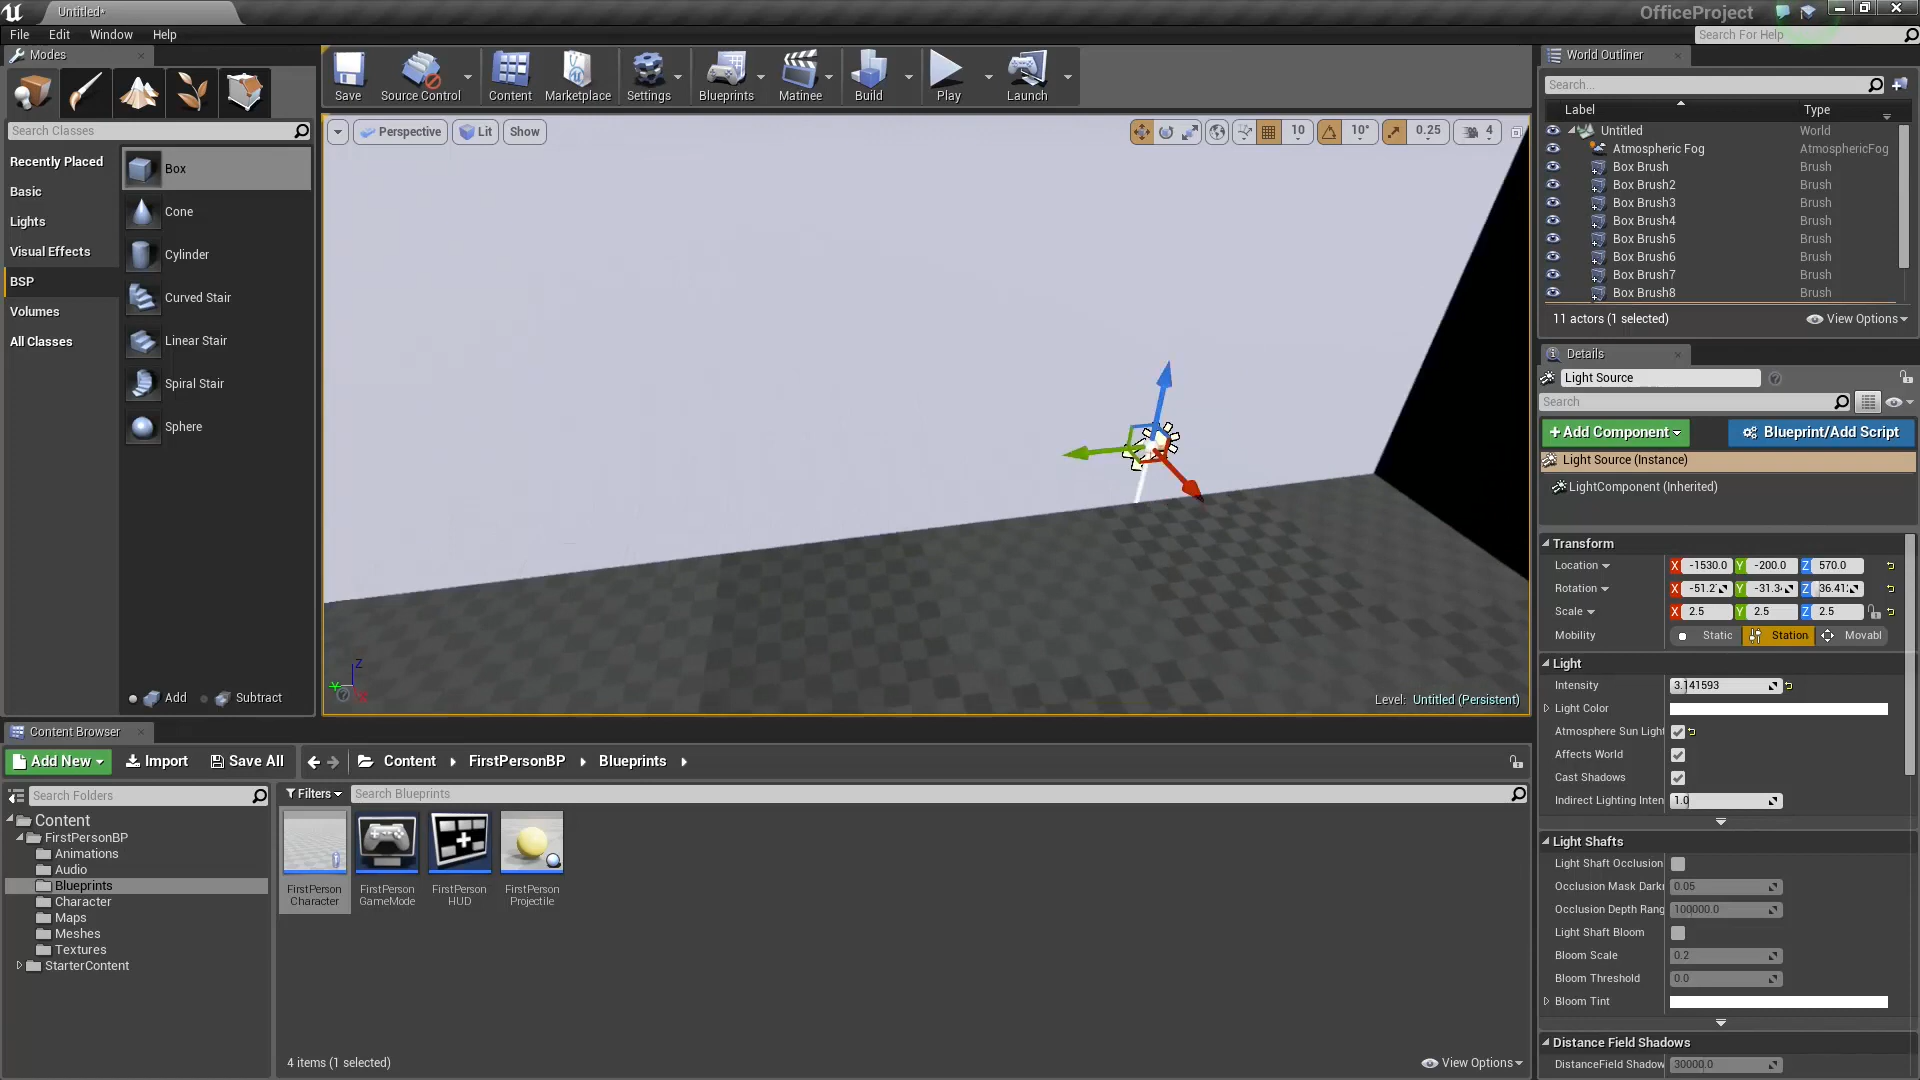 Untitled*
OfficeProject
File Edit Window Help
Search For Help
Modes
Search Classes
Recently Placed
Basic
Lights
Visual Effects
BSP
Volumes
All Classes
Box
Cone
Cylinder
Curved Stair
Linear Stair
Spiral Stair
Sphere
Add Subtract
Save Source Control Content Marketplace Settings Blueprints Matinee Build Play Launch
Perspective Lit Show
10 10° 0.25 4
Z
Y
Level: Untitled (Persistent)
World Outliner
Search...
Label Type
Untitled World
Atmospheric Fog AtmosphericFog
Box Brush Brush
Box Brush2 Brush
Box Brush3 Brush
Box Brush4 Brush
Box Brush5 Brush
Box Brush6 Brush
Box Brush7 Brush
Box Brush8 Brush
11 actors (1 selected) View Options
Details
Light Source
Search
+Add Component Blueprint/Add Script
Light Source (Instance)
LightComponent (Inherited)
Transform
Location X -1530.0 Y -200.0 Z 570.0
Rotation X Y Z
Scale X 2.5 Y 2.5 Z 2.5
Mobility Static Station Movabl
Light
Intensity 3.141593
Light Color
Atmosphere Sun Light
Affects World
Cast Shadows
Indirect Lighting Inten 1.0
Light Shafts
Light Shaft Occlusion
Occlusion Mask Dark 0.05
Occlusion Depth Rang 100000.0
Light Shaft Bloom
Bloom Scale 0.2
Bloom Threshold 0.0
Bloom Tint
Distance Field Shadows
DistanceField Shadow 30000.0
Content Browser
Add New Import Save All Content FirstPersonBP Blueprints
Search Folders
Filters Search Blueprints
Content
FirstPersonBP
Animations
Audio
Blueprints
Character
Maps
Meshes
Textures
StarterContent
FirstPerson
Character
FirstPerson
GameMode
FirstPerson
HUD
FirstPerson
Projectile
4 items (1 selected) View Options